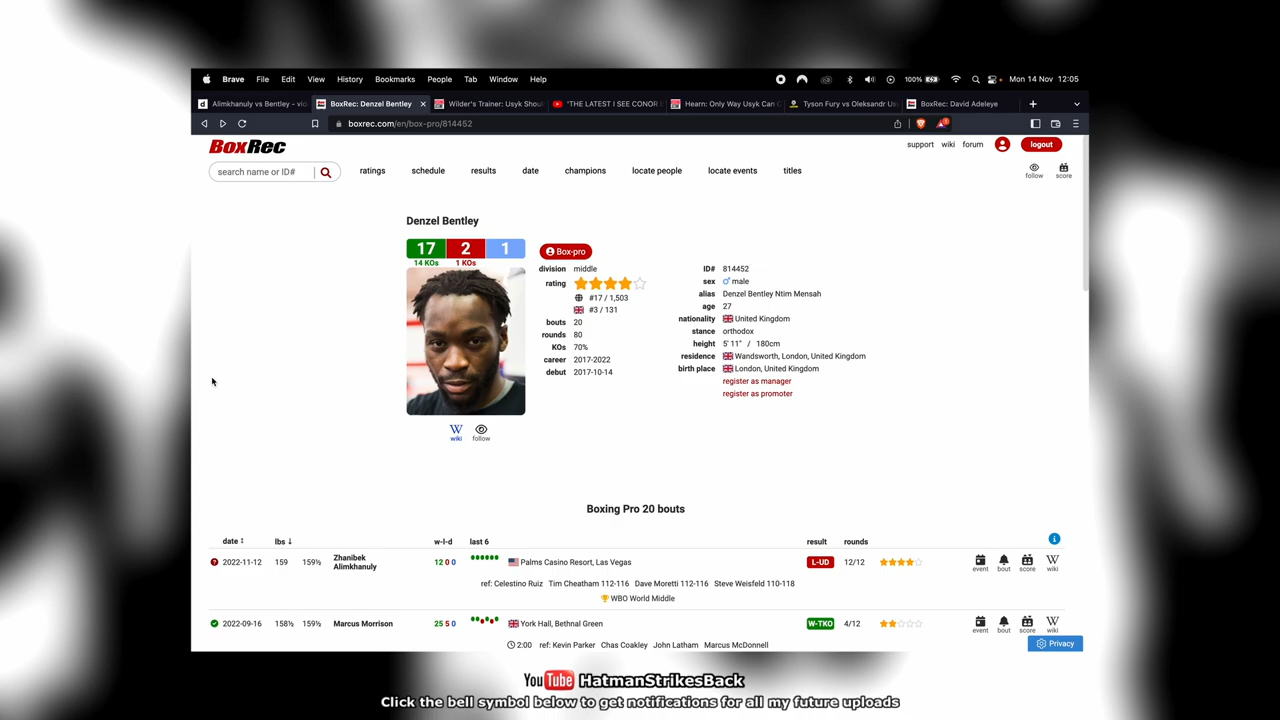 Brave File Edit View History Bookmarks People Tab Window Help 100% Mon 14 Nov 12:05
Alimkhanuly vs Bentley - vid BoxRec: Denzel Bentley Wilder's Trainer: Usyk Shou "THE LATEST I SEE CONOR Hearn: Only Way Usyk Can Tyson Fury vs Oleksandr Us BoxRec: David Adeleye
boxrec.com/en/box-pro/814452
BoxRec support wiki forum logout
search name or ID# ratings schedule results date champions locate people locate events titles follow score
Denzel Bentley
17 2 1
14 KOs 1 KOs
Box-pro
division middle ID# 814452
rating sex male
#17 / 1,503 alias Denzel Bentley Ntim Mensah
#3 / 131 age 27
bouts 20 nationality United Kingdom
rounds 80 stance orthodox
KOs 70% height 5' 11" / 180cm
career 2017-2022 residence Wandsworth, London, United Kingdom
debut 2017-10-14 birth place London, United Kingdom
register as manager
register as promoter
W
wiki follow
Boxing Pro 20 bouts
date lbs w-l-d last 6 result rounds
2022-11-12 159 159½ Zhanibek Alimkhanuly 12 0 0 Palms Casino Resort, Las Vegas L-UD 12/12 event bout score wiki
ref: Celestino Ruiz Tim Cheatham 112-116 Dave Moretti 112-116 Steve Weisfeld 110-118
WBO World Middle
2022-09-16 158½ 159½ Marcus Morrison 25 5 0 York Hall, Bethnal Green W-TKO 4/12 event bout score wiki
2:00 ref: Kevin Parker Chas Coakley John Latham Marcus McDonnell
Privacy
YouTube HatmanStrikesBack
Click the bell symbol below to get notifications for all my future uploads